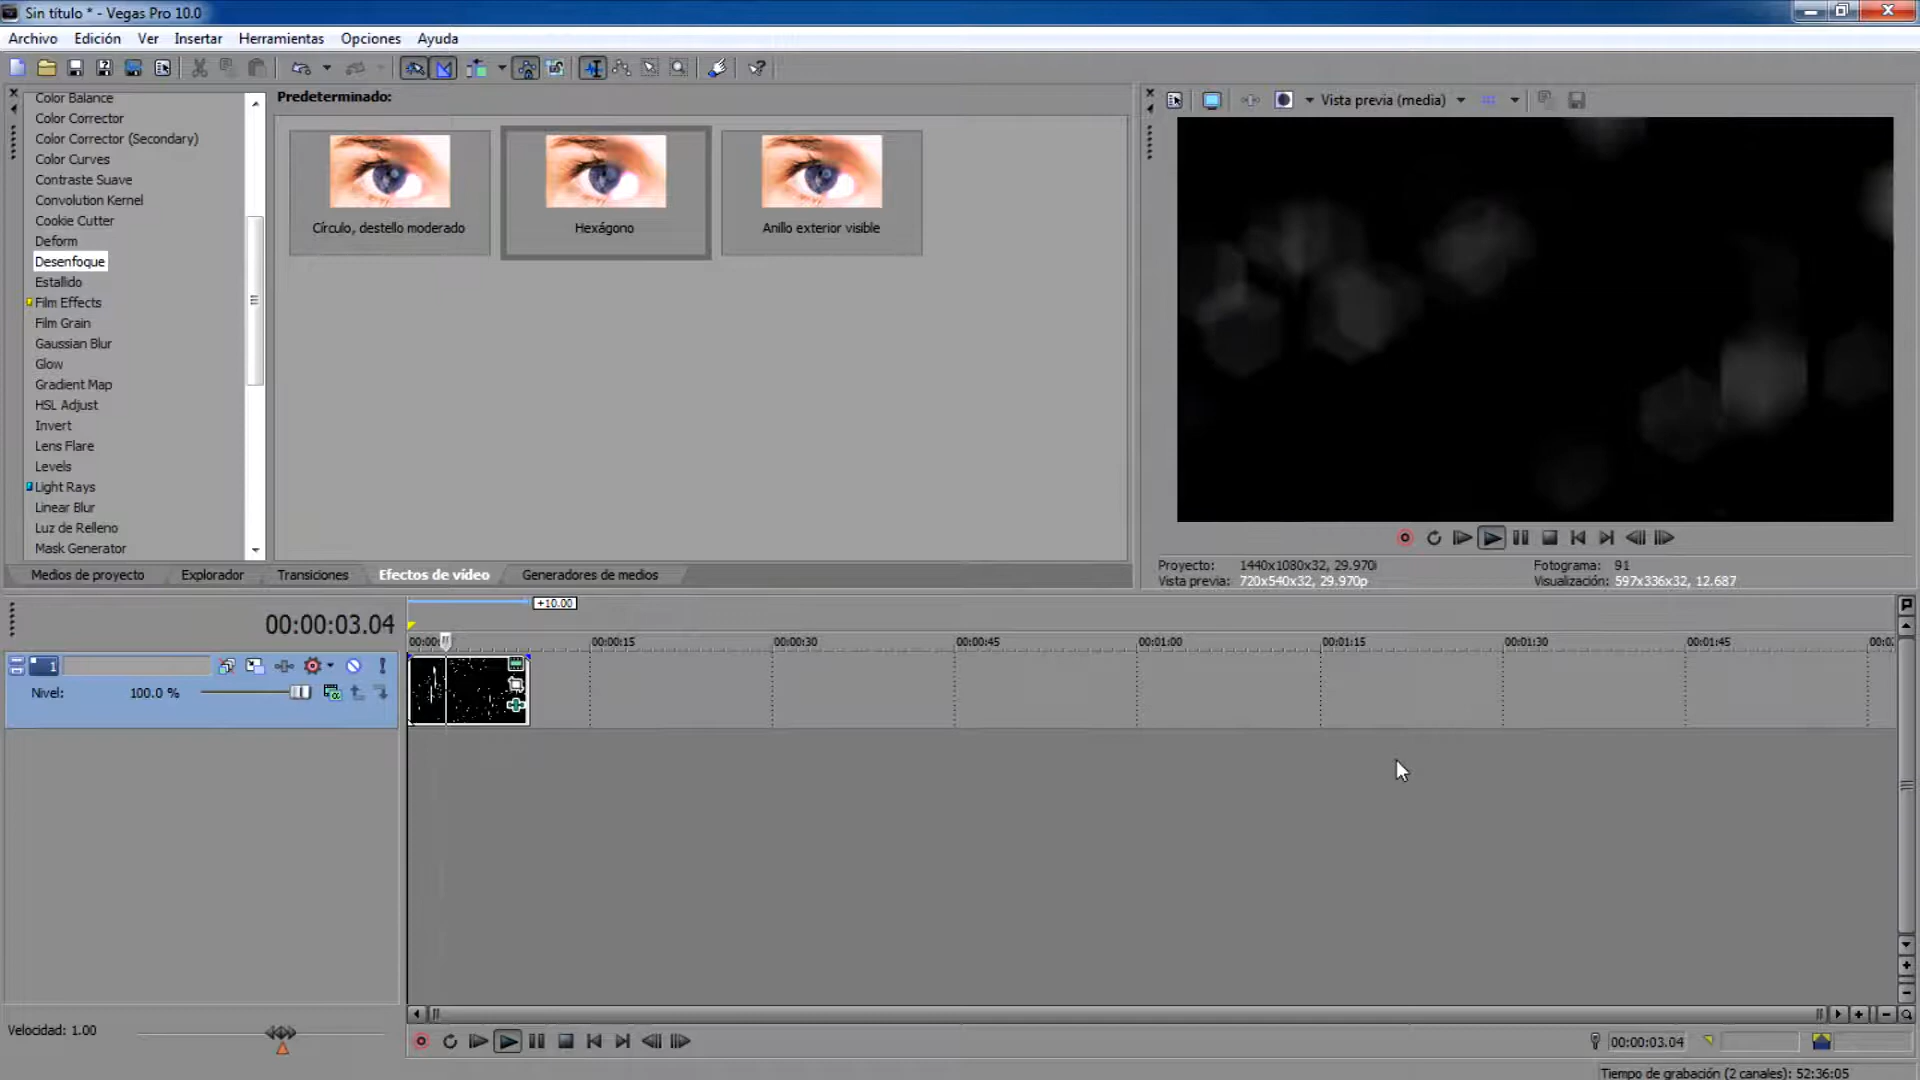 Sin título * - Vegas Pro 10.0
Archivo Edición Ver Insertar Herramientas Opciones Ayuda
Color Balance
Color Corrector
Color Corrector (Secondary)
Color Curves
Contraste Suave
Convolution Kernel
Cookie Cutter
Deform
Desenfoque
Estallido
Film Effects
Film Grain
Gaussian Blur
Glow
Gradient Map
HSL Adjust
Invert
Lens Flare
Levels
Light Rays
Linear Blur
Luz de Relleno
Mask Generator
Predeterminado:
Círculo, destello moderado
Hexágono
Anillo exterior visible
Vista previa (media)
Medios de proyecto Explorador Transiciones Efectos de vídeo Generadores de medios
Proyecto: 1440x1080x32, 29.970i
Vista previa: 720x540x32, 29.970p
Fotograma: 91
Visualización: 597x336x32, 12.687
00:00:03.04
+10.00
00:00:15 00:00:30 00:00:45 00:01:00 00:01:15 00:01:30 00:01:45
1
Nivel: 100.0 %
Velocidad: 1.00
00:00:03.04
Tiempo de grabación (2 canales): 52:36:05